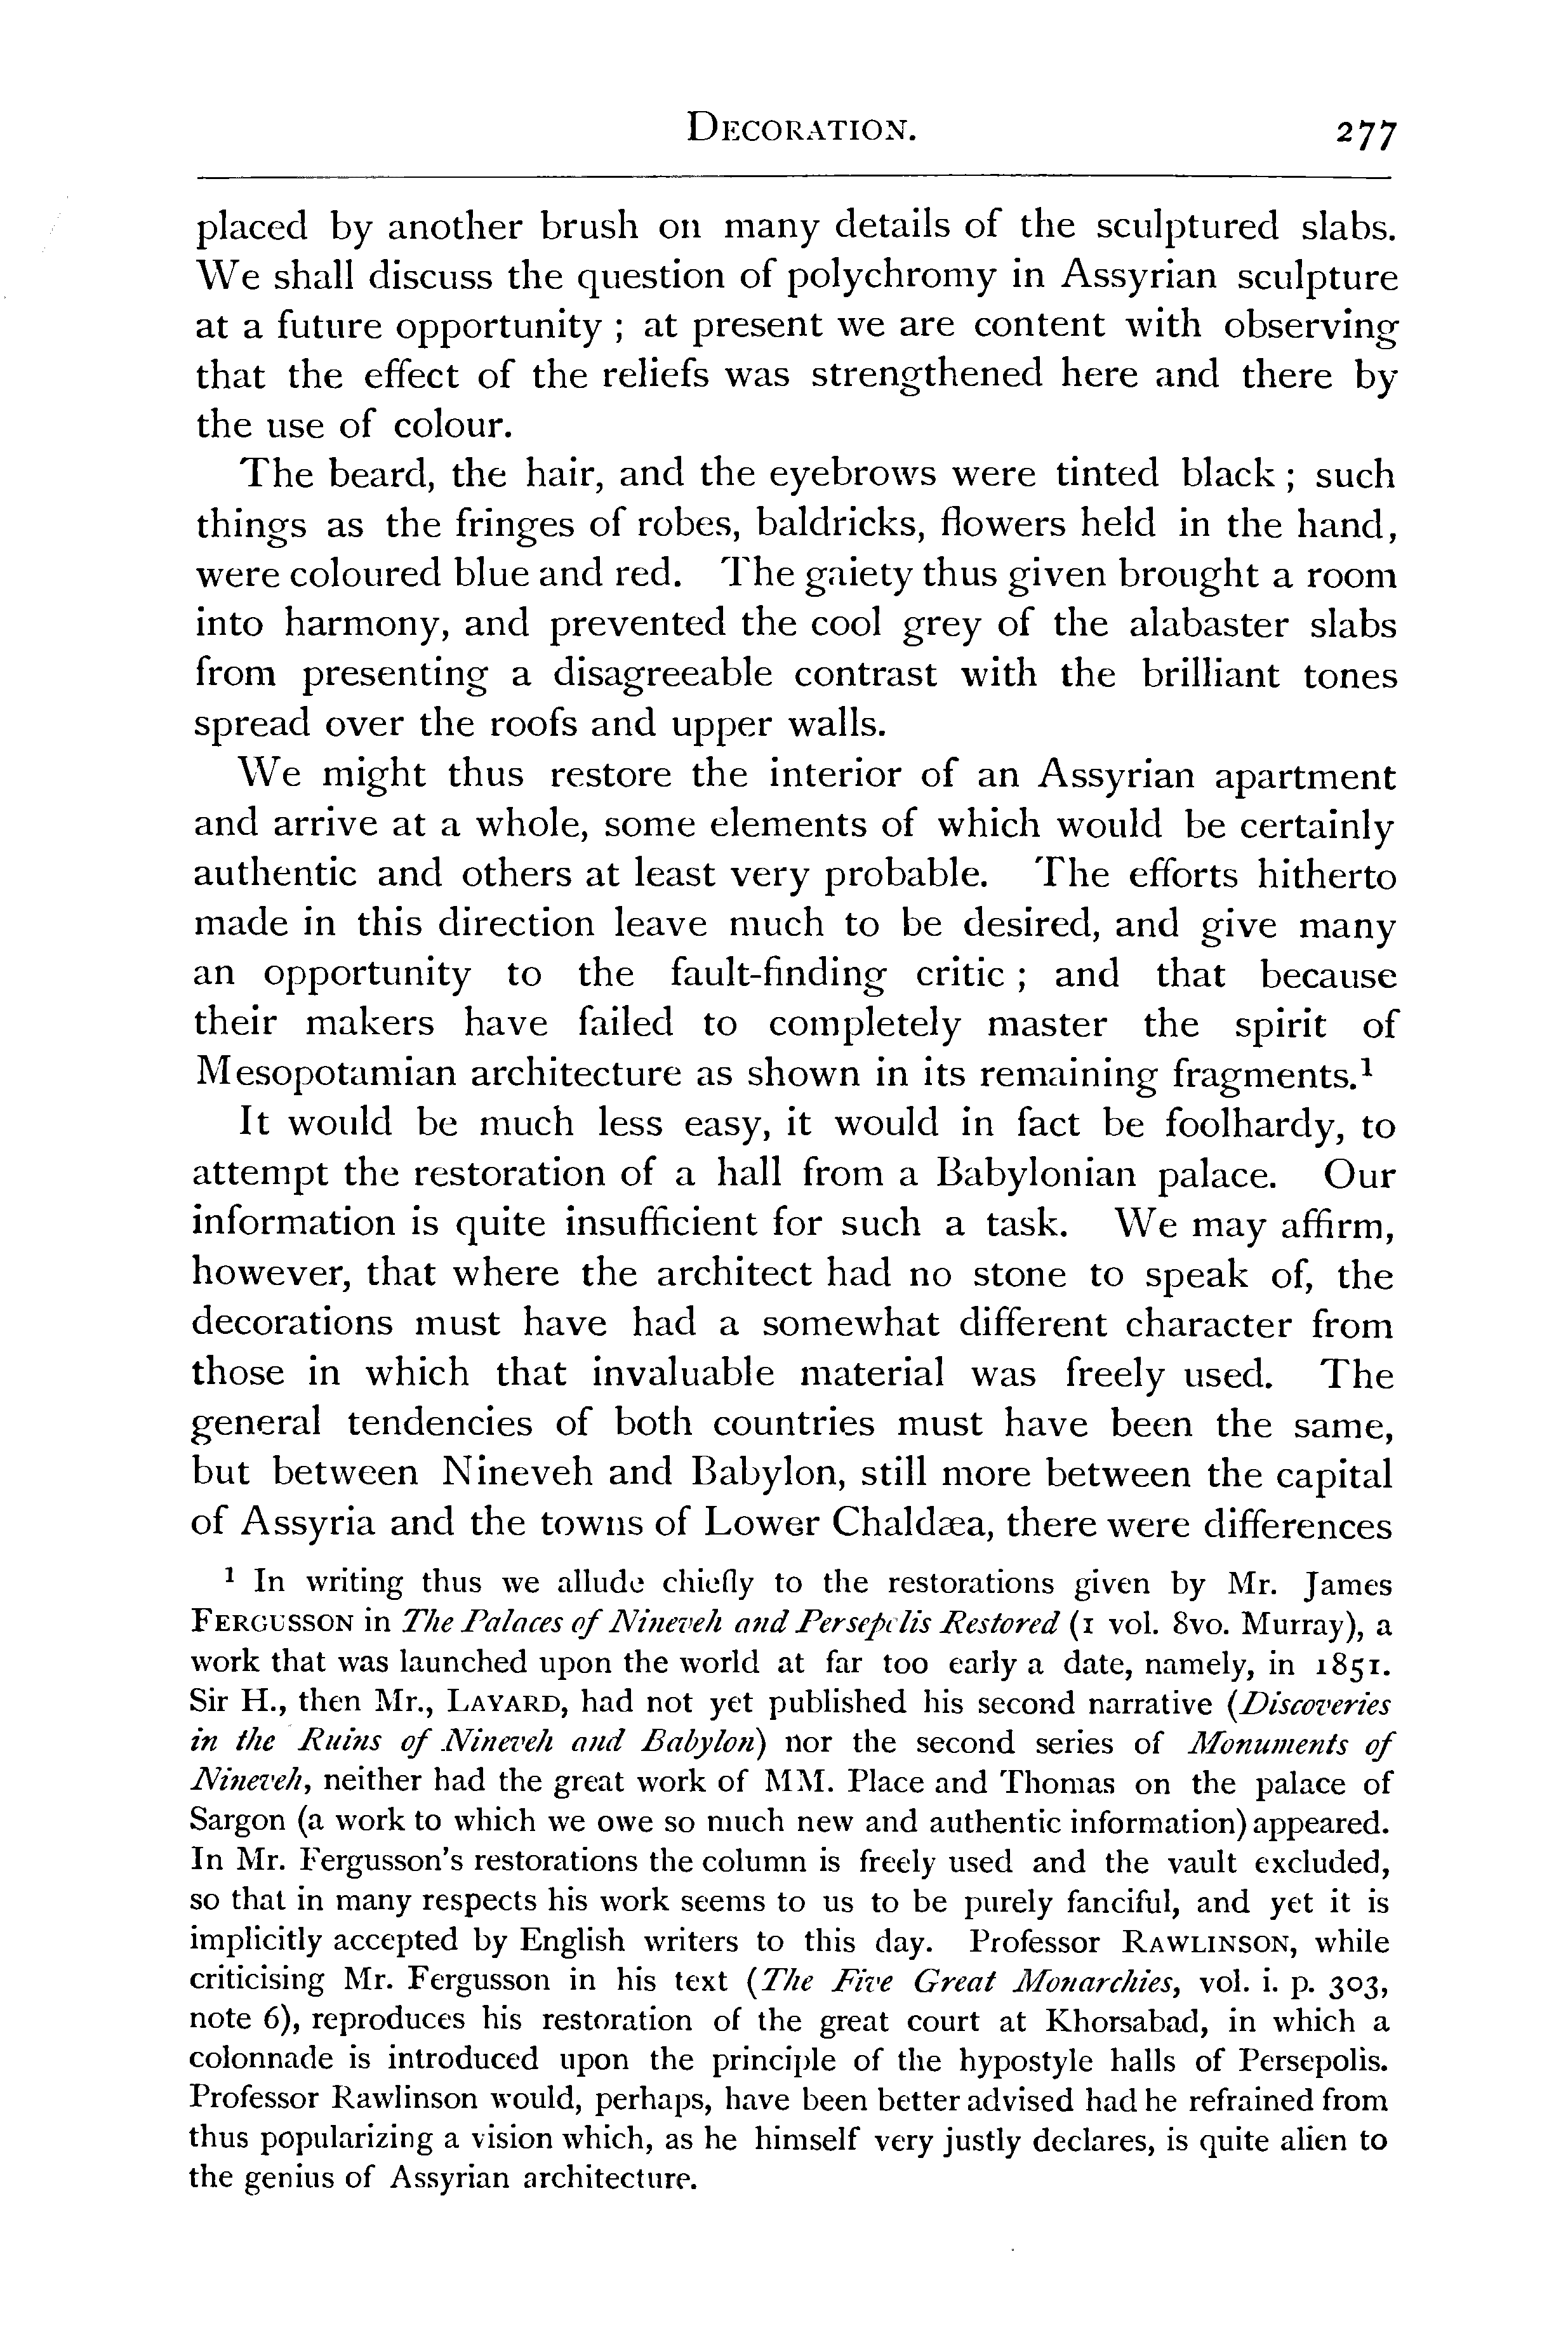 DECORATION. 277
placed by another brush on many details of the sculptured slabs.
We shall discuss the question of polychromy in Assyrian sculpture
at a future opportunity ; at present we are content with observing
that the effect of the reliefs was strengthened here and there by
the use of colour.
The beard, the hair, and the eyebrows were tinted black ; such
things as the fringes of robes, baldricks, flowers held in the hand,
were coloured blue and red. The gaiety thus given brought a room
into harmony, and prevented the cool grey of the alabaster slabs
from presenting a disagreeable contrast with the brilliant tones
spread over the roofs and upper walls.
We might thus restore the interior of an Assyrian apartment
and arrive at a whole, some elements of which would be certainly
authentic and others at least very probable. The efforts hitherto
made in this direction leave much to be desired, and give many
an opportunity to the fault-finding critic ; and that because
their makers have failed to completely master the spirit of
Mesopotamian architecture as shown in its remaining fragments.¹
It would be much less easy, it would in fact be foolhardy, to
attempt the restoration of a hall from a Babylonian palace. Our
information is quite insufficient for such a task. We may affirm,
however, that where the architect had no stone to speak of, the
decorations must have had a somewhat different character from
those in which that invaluable material was freely used. The
general tendencies of both countries must have been the same,
but between Nineveh and Babylon, still more between the capital
of Assyria and the towns of Lower Chaldæa, there were differences
¹ In writing thus we allude chiefly to the restorations given by Mr. James
FERGUSSON in The Palaces of Nineveh and Persepolis Restored (1 vol. 8vo. Murray), a
work that was launched upon the world at far too early a date, namely, in 1851.
Sir H., then Mr., LAYARD, had not yet published his second narrative (Discoveries
in the Ruins of Nineveh and Babylon) nor the second series of Monuments of
Nineveh, neither had the great work of MM. Place and Thomas on the palace of
Sargon (a work to which we owe so much new and authentic information) appeared.
In Mr. Fergusson's restorations the column is freely used and the vault excluded,
so that in many respects his work seems to us to be purely fanciful, and yet it is
implicitly accepted by English writers to this day. Professor RAWLINSON, while
criticising Mr. Fergusson in his text (The Five Great Monarchies, vol. i. p. 303,
note 6), reproduces his restoration of the great court at Khorsabad, in which a
colonnade is introduced upon the principle of the hypostyle halls of Persepolis.
Professor Rawlinson would, perhaps, have been better advised had he refrained from
thus popularizing a vision which, as he himself very justly declares, is quite alien to
the genius of Assyrian architecture.